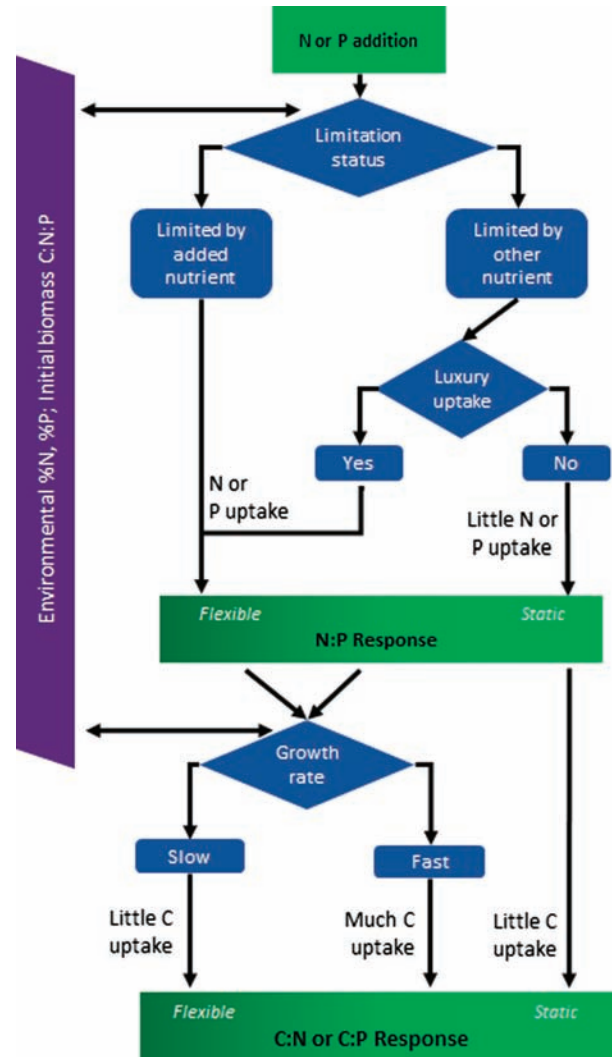 N or P addition
Environmental %N, %P; Initial biomass C:N:P
Limitation
status
Limited by
added
nutrient
Limited by
other
nutrient
Luxury
uptake
Yes
No
N or
P uptake
Little N or
P uptake
Flexible
Static
N:P Response
Growth
rate
Slow
Fast
Little C
uptake
Much C
uptake
Little C
uptake
Flexible
Static
C:N or C:P Response